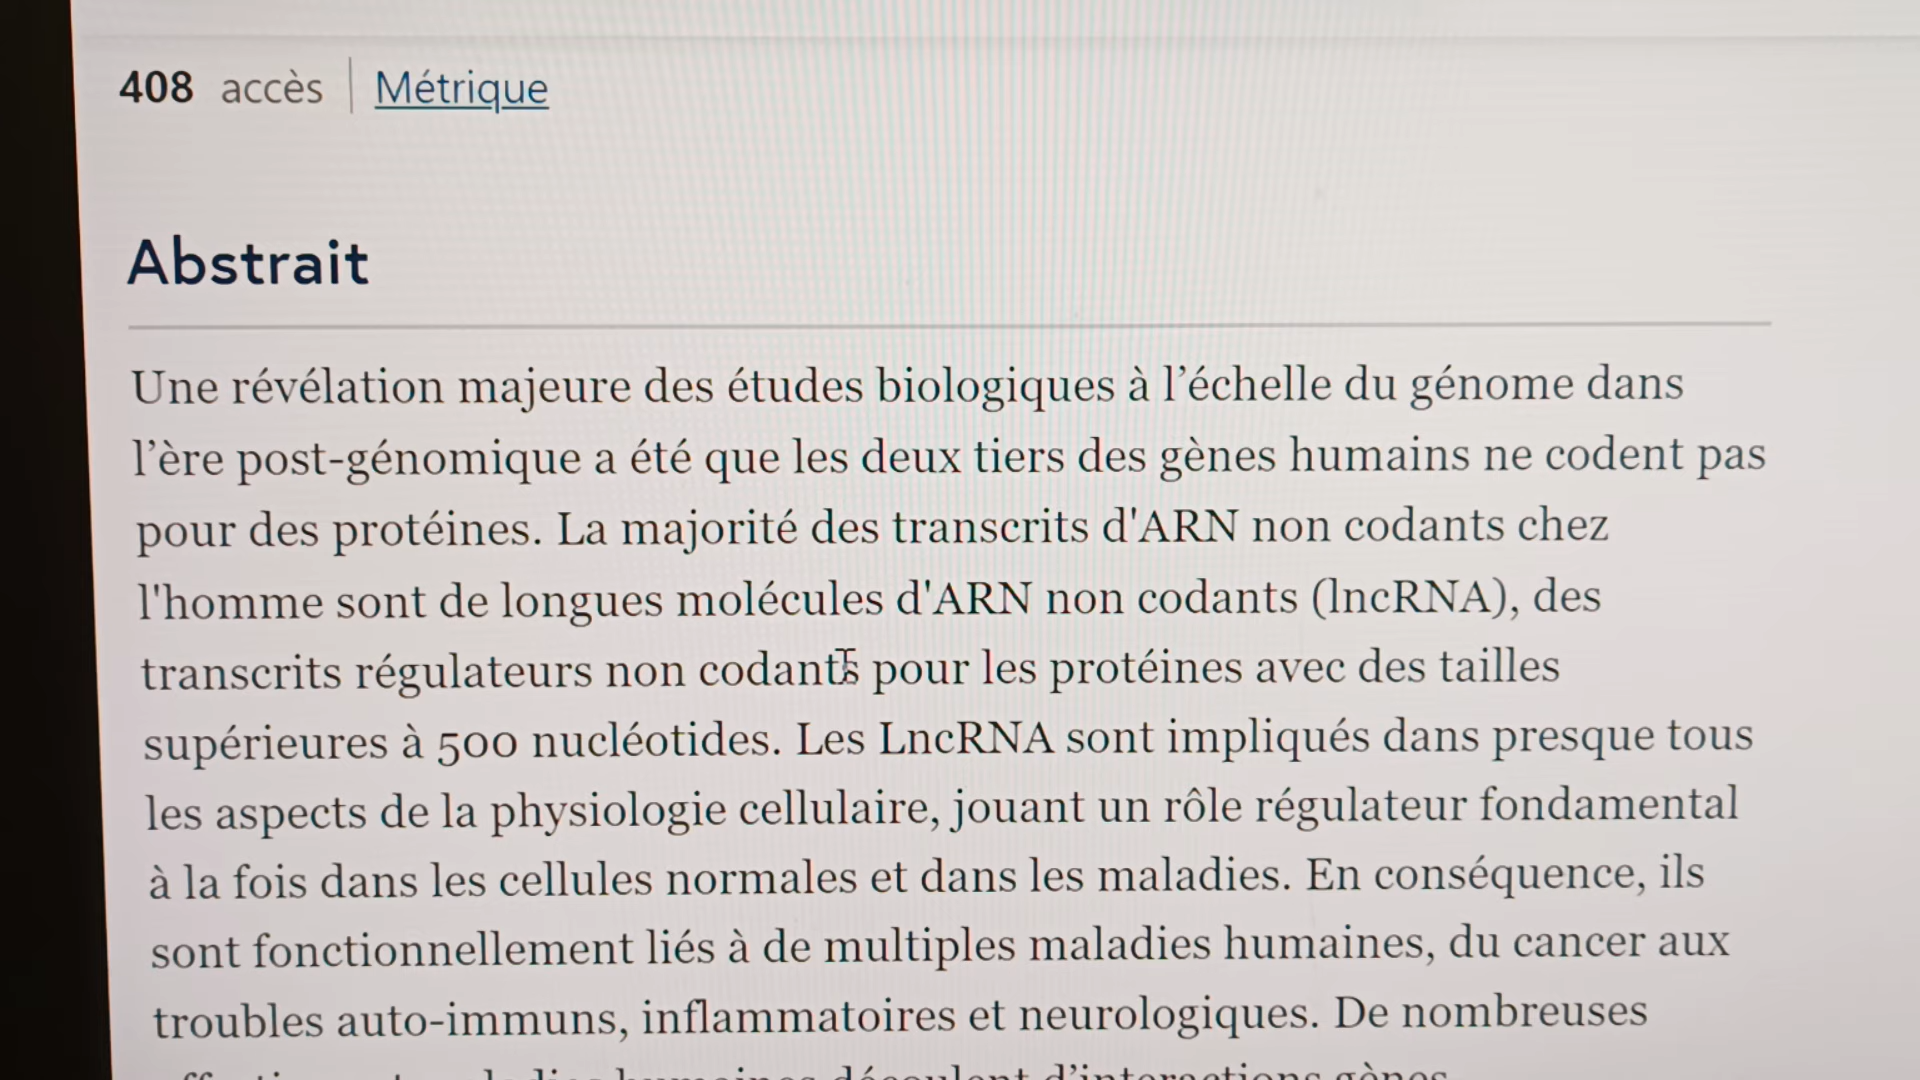 408 accès | Métrique
Abstrait
Une révélation majeure des études biologiques à l’échelle du génome dans
l’ère post-génomique a été que les deux tiers des gènes humains ne codent pas
pour des protéines. La majorité des transcrits d'ARN non codants chez
l'homme sont de longues molécules d'ARN non codants (lncRNA), des
transcrits régulateurs non codants pour les protéines avec des tailles
supérieures à 500 nucléotides. Les LncRNA sont impliqués dans presque tous
les aspects de la physiologie cellulaire, jouant un rôle régulateur fondamental
à la fois dans les cellules normales et dans les maladies. En conséquence, ils
sont fonctionnellement liés à de multiples maladies humaines, du cancer aux
troubles auto-immuns, inflammatoires et neurologiques. De nombreuses
humaines découlent d’interactions gènes